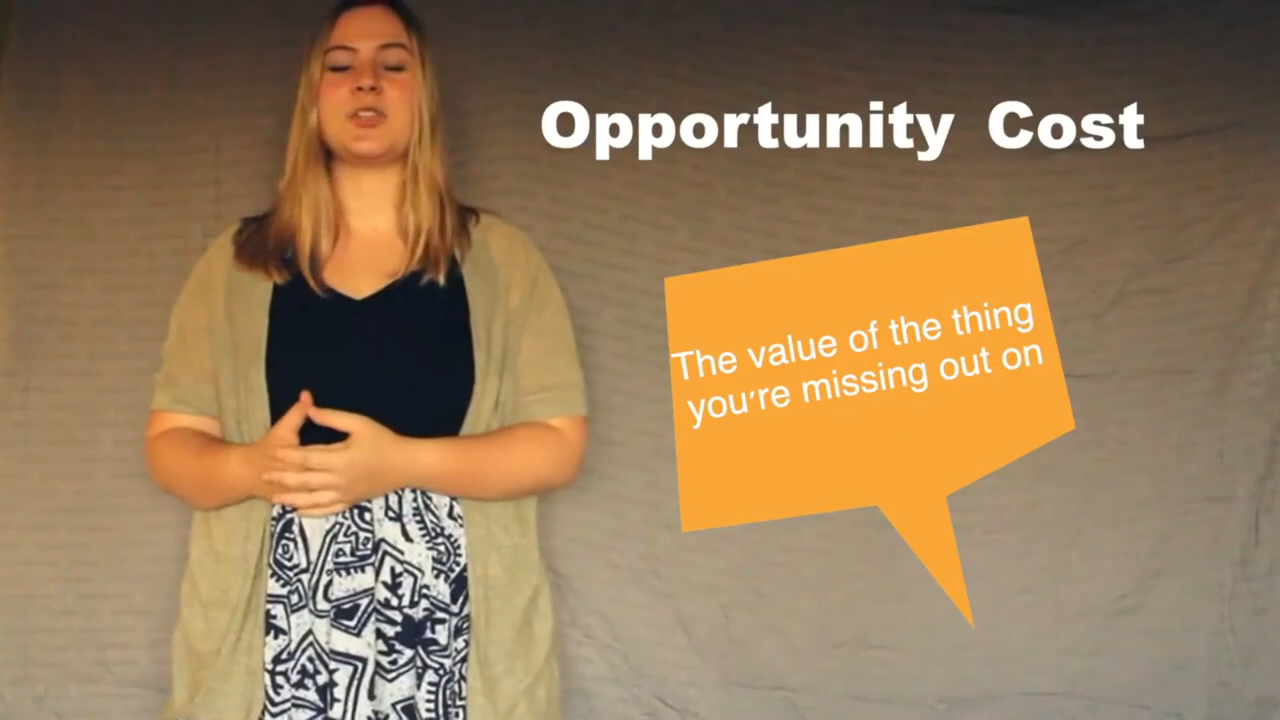 Opportunity Cost
The value of the thing
you're missing out on